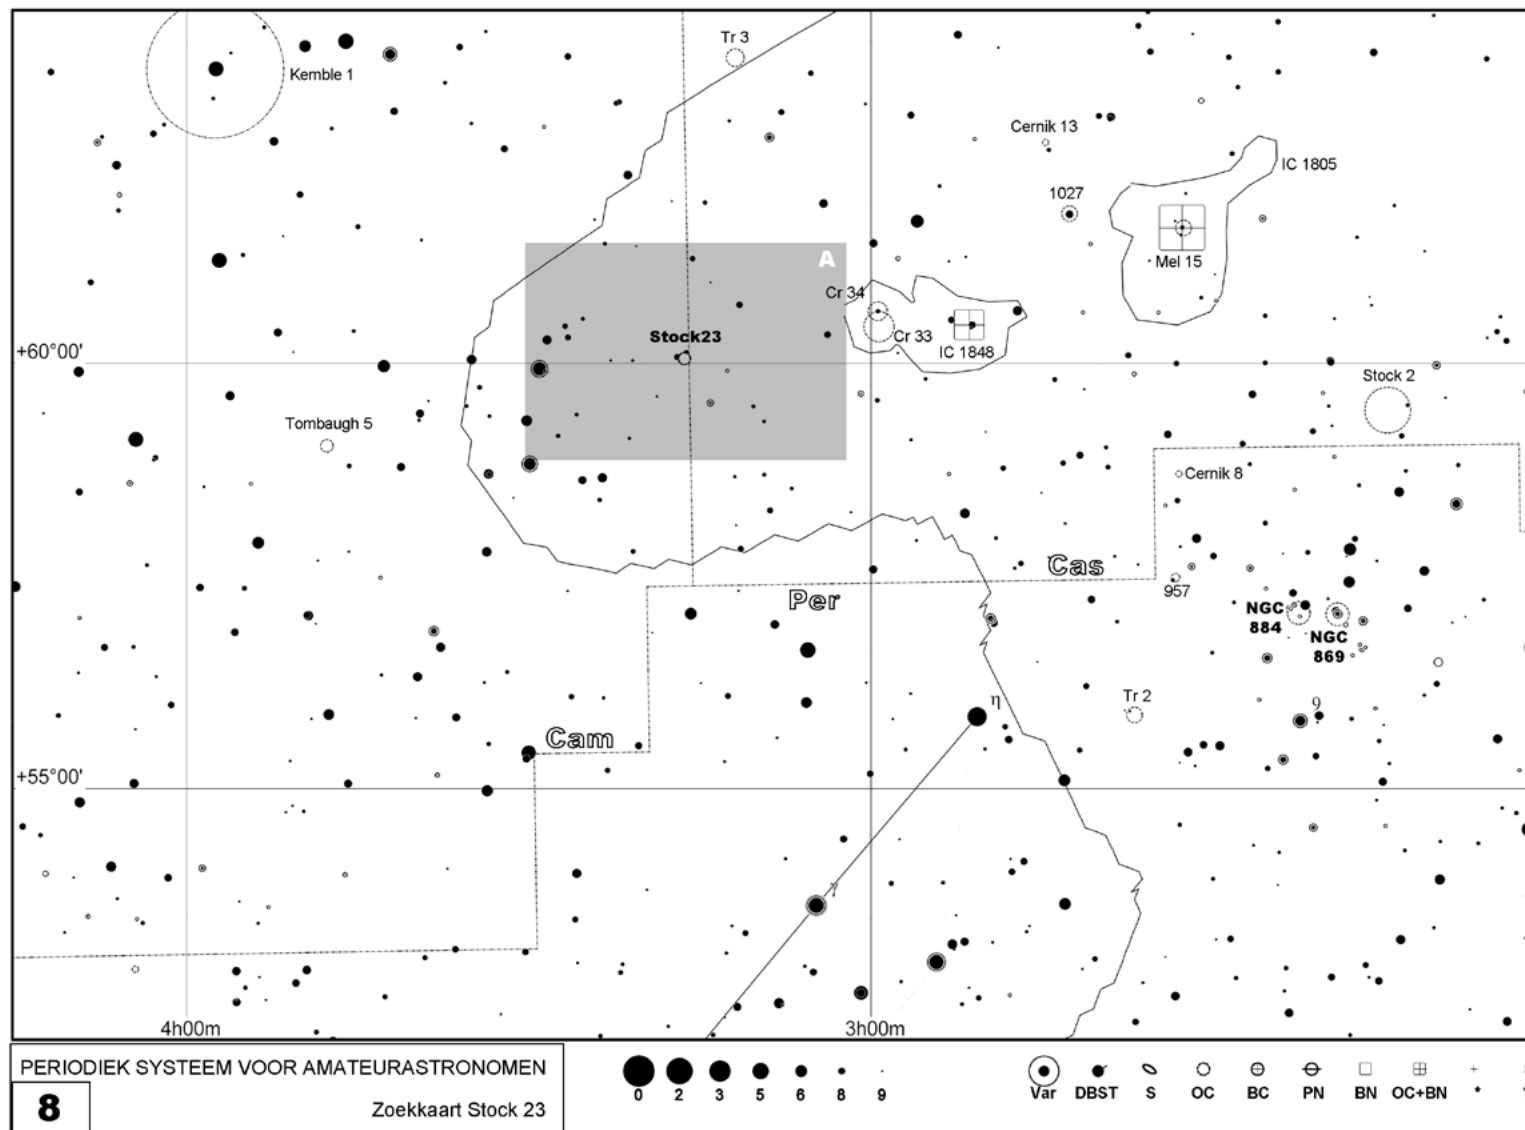 Tr 3
Kemble 1
Cernik 13
IC 1805
1027
A
Mel 15
Cr 34
Stock23
Cr 33
IC 1848
+60°00'
Stock 2
Tombaugh 5
Cernik 8
Cas
957
Per
NGC
884
NGC
869
η
Tr 2
9
Cam
+55°00'
γ
4h00m
3h00m
PERIODIEK SYSTEEM VOOR AMATEURASTRONOMEN
8
Zoekkaart Stock 23
0 2 3 5 6 8 9
Var DBST S OC BC PN BN OC+BN *